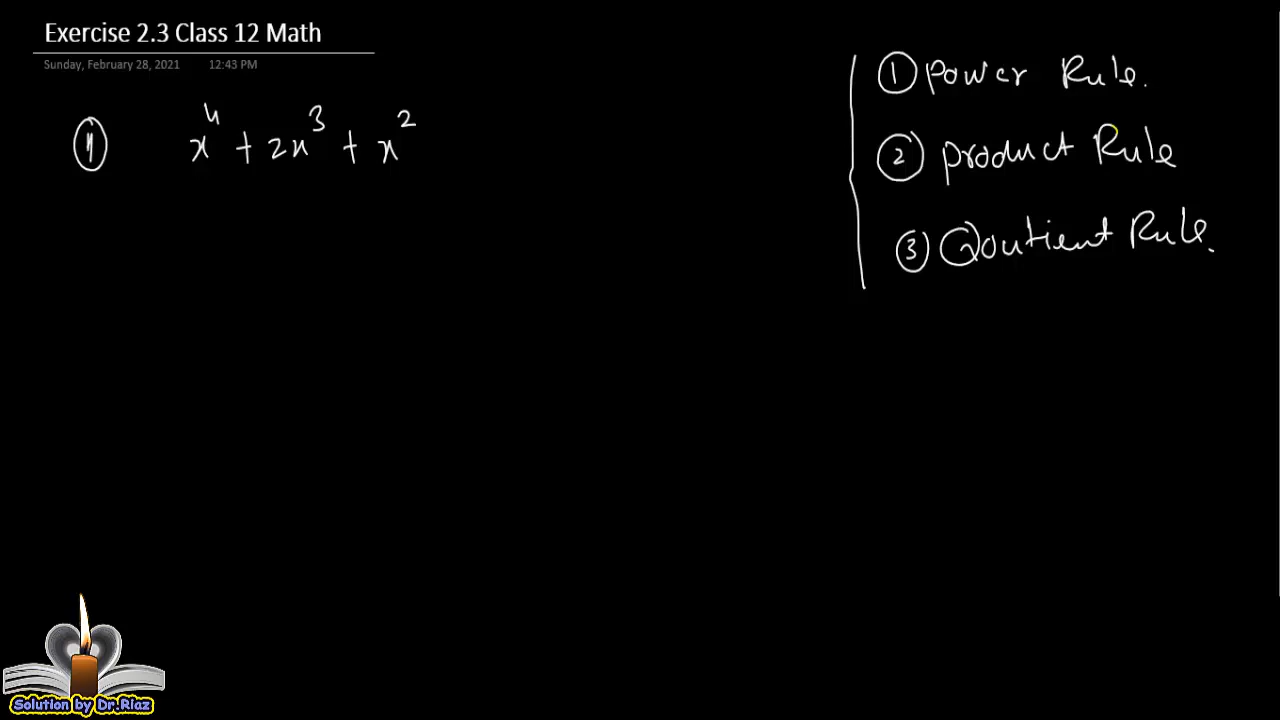 Exercise 2.3 Class 12 Math
Sunday, February 28, 2021 12:43 PM
① x⁴ + 2x³ + x²
① Power Rule.
② product Rule
③ Qoutient Rule.
Solution by Dr.Riaz